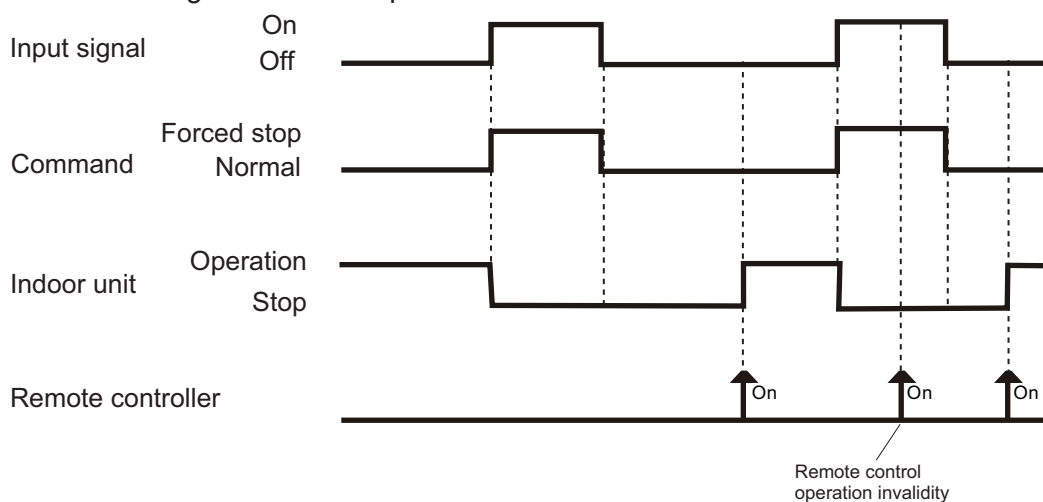 On
Input signal
Off
Forced stop
Command
Normal
Operation
Indoor unit
Stop
On
On
On
Remote controller
Remote control
operation invalidity